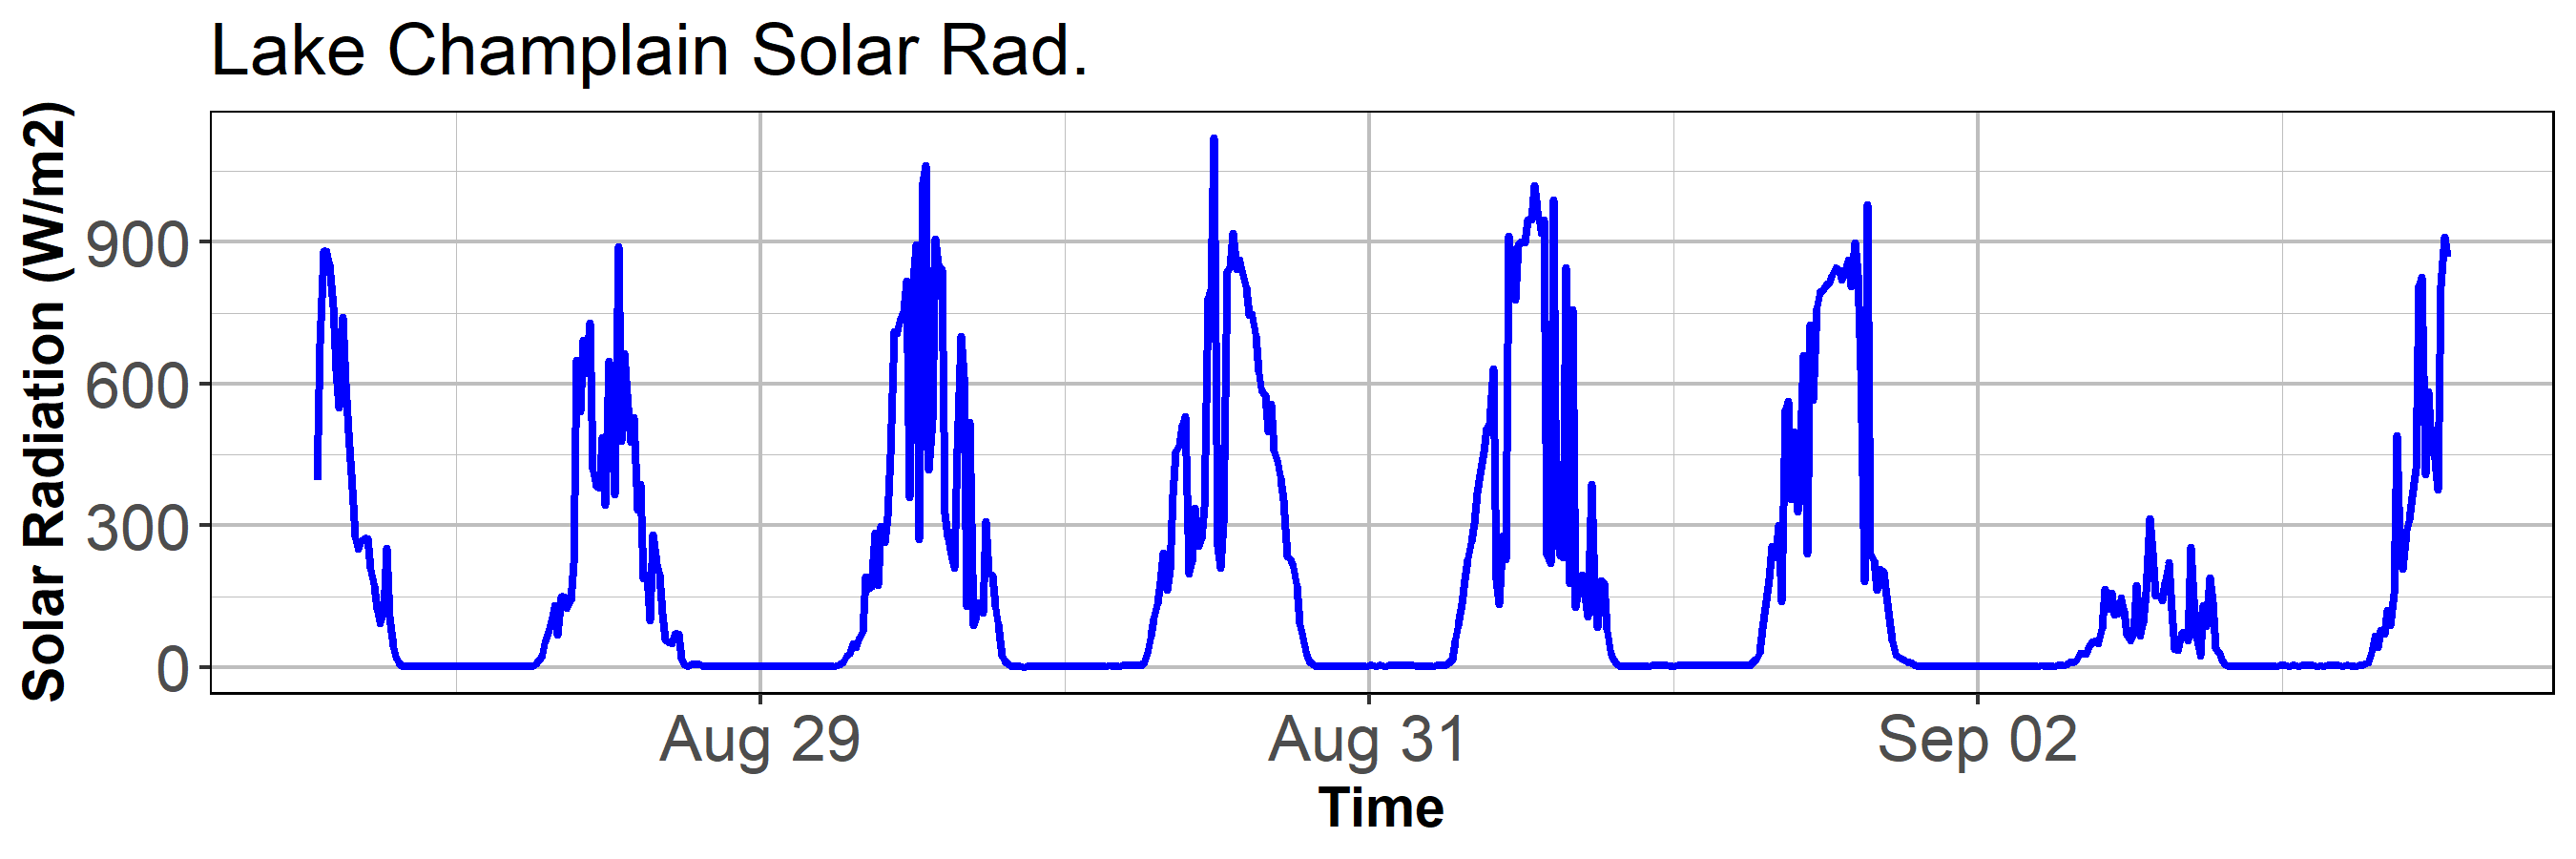 Lake Champlain Solar Rad.
Solar Radiation (W/m2)
900
600
300
0
Aug 29
Aug 31
Sep 02
Time